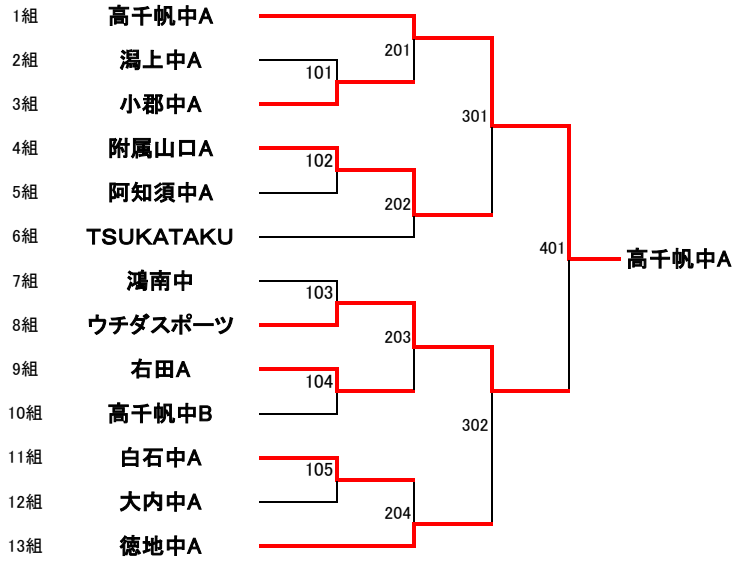 1組 高千帆中A
2組 潟上中A
3組 小郡中A
4組 附属山口A
5組 阿知須中A
6組 TSUKATAKU
7組 鴻南中
8組 ウチダスポーツ
9組 右田A
10組 高千帆中B
11組 白石中A
12組 大内中A
13組 徳地中A
101
102
103
104
105
201
202
203
204
301
302
401
高千帆中A